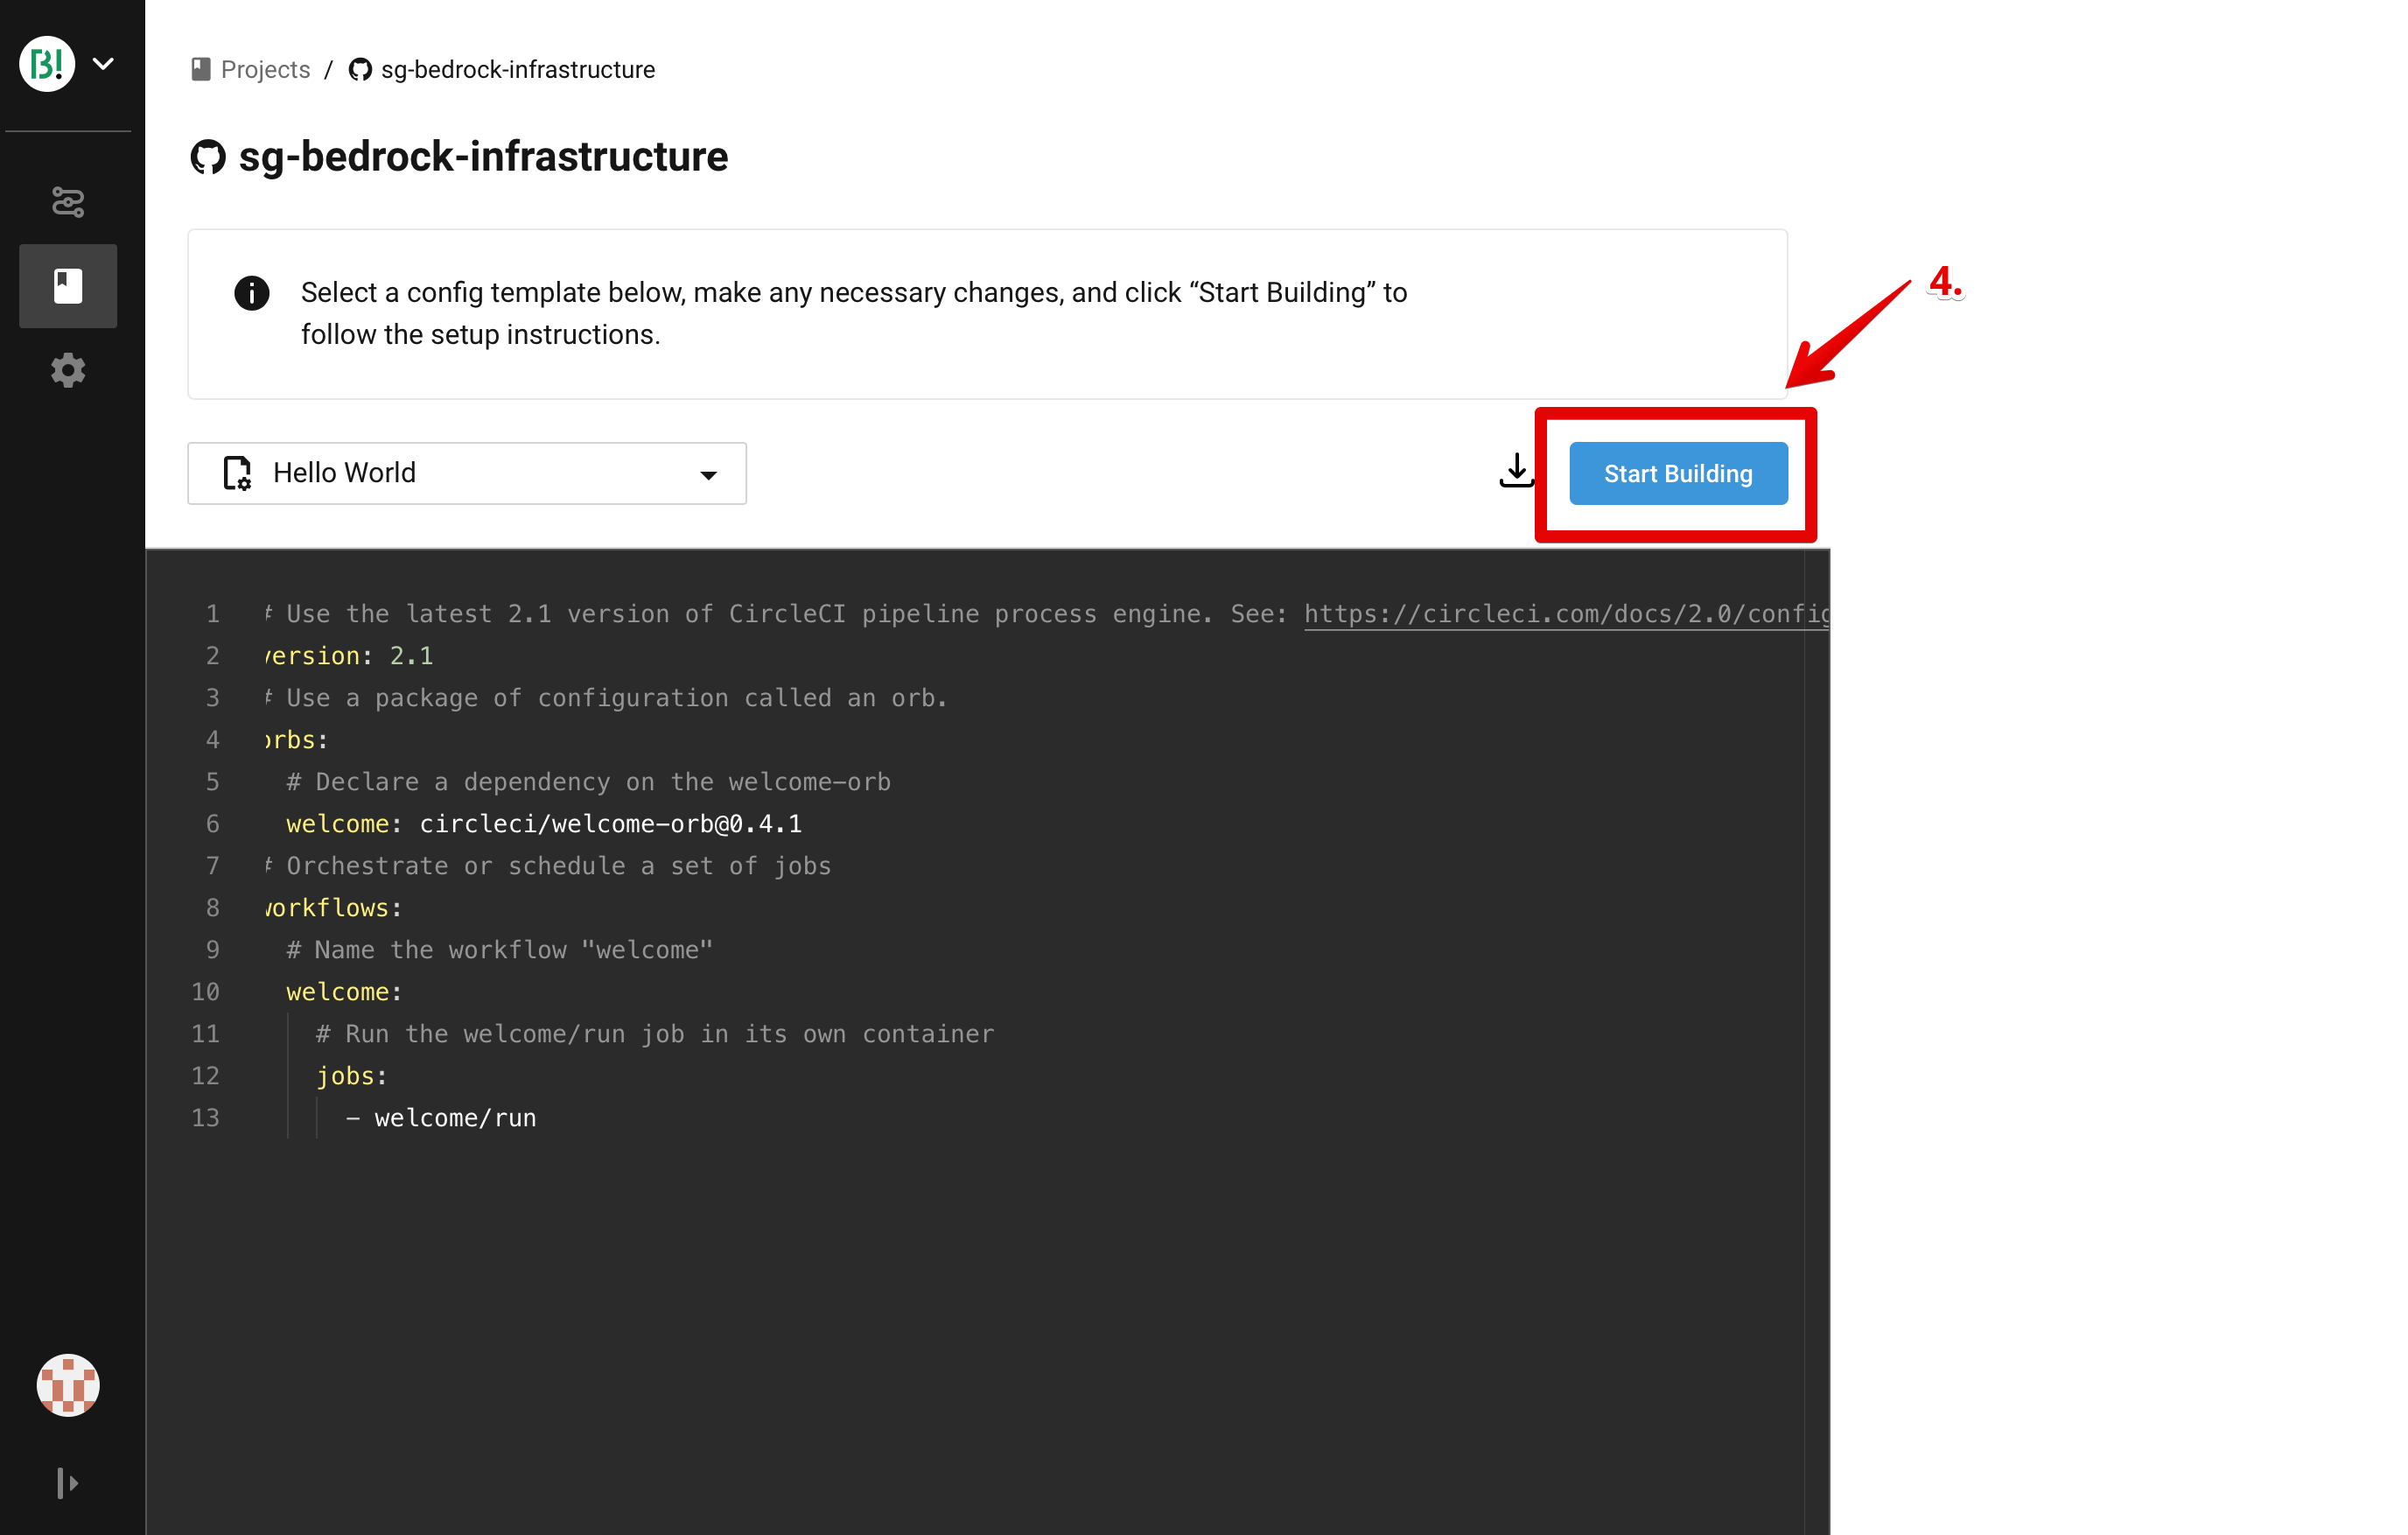 B!
Projects / sg-bedrock-infrastructure
sg-bedrock-infrastructure
Select a config template below, make any necessary changes, and click “Start Building” to
follow the setup instructions.
4.
Hello World
Start Building
1 # Use the latest 2.1 version of CircleCI pipeline process engine. See: https://circleci.com/docs/2.0/config
2 version: 2.1
3 # Use a package of configuration called an orb.
4 orbs:
5 # Declare a dependency on the welcome-orb
6 welcome: circleci/welcome-orb@0.4.1
7 # Orchestrate or schedule a set of jobs
8 workflows:
9 # Name the workflow "welcome"
10 welcome:
11 # Run the welcome/run job in its own container
12 jobs:
13 - welcome/run